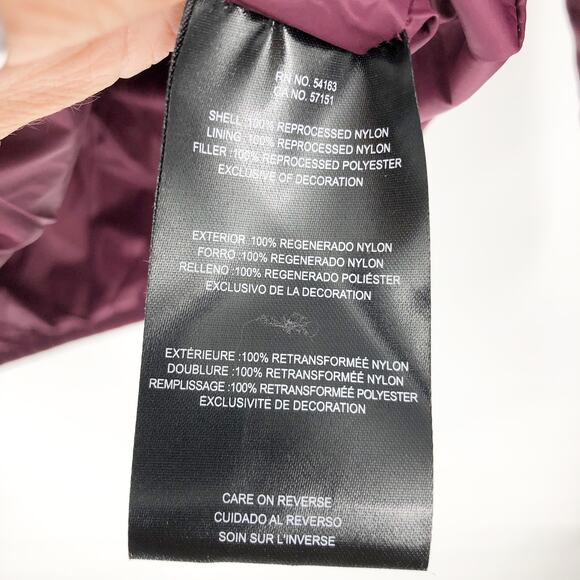 RN NO. 54163
CA NO. 57151
SHELL :100% REPROCESSED NYLON
LINING :100% REPROCESSED NYLON
FILLER :100% REPROCESSED POLYESTER
EXCLUSIVE OF DECORATION
EXTERIOR :100% REGENERADO NYLON
FORRO :100% REGENERADO NYLON
RELLENO :100% REGENERADO POLIÉSTER
EXCLUSIVO DE LA DECORATION
EXTÉRIEURE :100% RETRANSFORMÉÉ NYLON
DOUBLURE :100% RETRANSFORMÉÉ NYLON
REMPLISSAGE :100% RETRANSFORMÉÉ POLYESTER
EXCLUSIVITE DE DECORATION
CARE ON REVERSE
CUIDADO AL REVERSO
SOIN SUR L'INVERSE